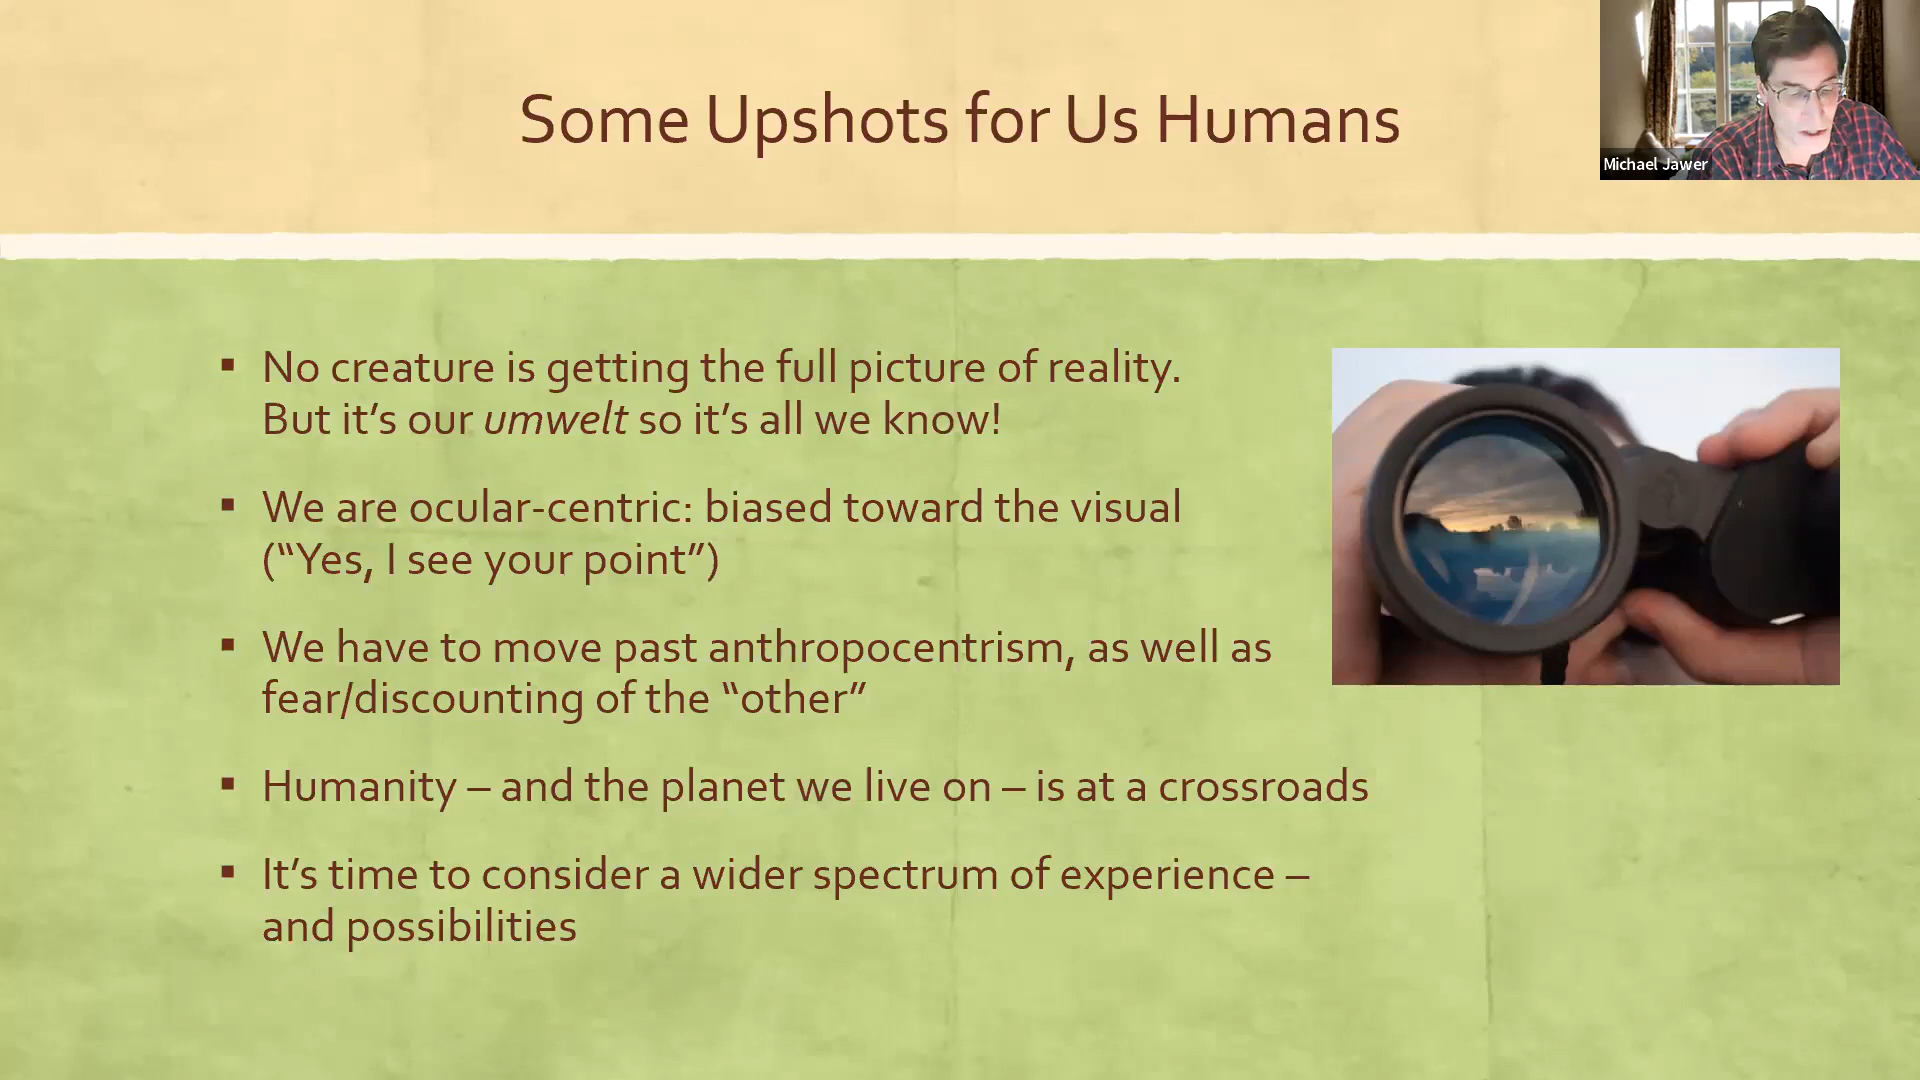 Some Upshots for Us Humans
Michael Jawer
▪ No creature is getting the full picture of reality.
But it’s our umwelt so it’s all we know!
▪ We are ocular-centric: biased toward the visual
(“Yes, I see your point”)
▪ We have to move past anthropocentrism, as well as
fear/discounting of the “other”
▪ Humanity – and the planet we live on – is at a crossroads
▪ It’s time to consider a wider spectrum of experience –
and possibilities